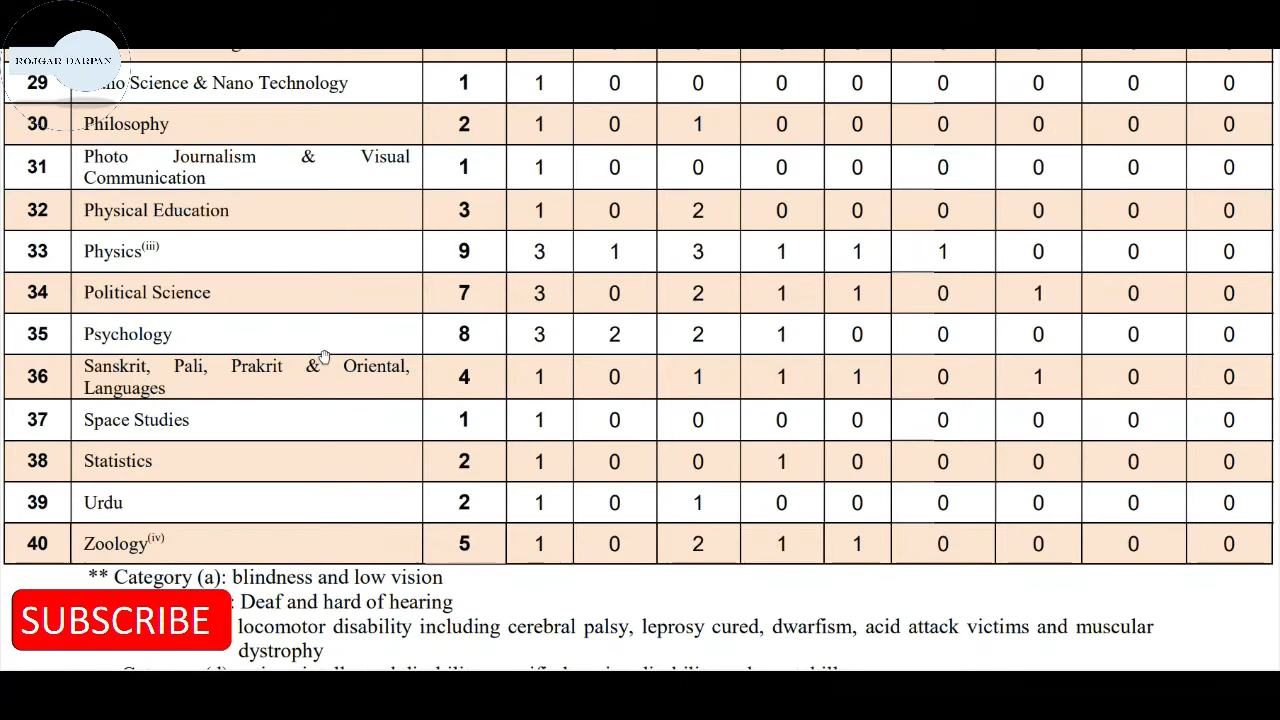 ROJGAR DARPAN
29 Science & Nano Technology 1 1 0 0 0 0 0 0 0 0
30 Philosophy 2 1 0 1 0 0 0 0 0 0
31 Photo Journalism & Visual Communication 1 1 0 0 0 0 0 0 0 0
32 Physical Education 3 1 0 2 0 0 0 0 0 0
33 Physics(iii) 9 3 1 3 1 1 1 0 0 0
34 Political Science 7 3 0 2 1 1 0 1 0 0
35 Psychology 8 3 2 2 1 0 0 0 0 0
36 Sanskrit, Pali, Prakrit & Oriental, Languages 4 1 0 1 1 1 0 1 0 0
37 Space Studies 1 1 0 0 0 0 0 0 0 0
38 Statistics 2 1 0 0 1 0 0 0 0 0
39 Urdu 2 1 0 1 0 0 0 0 0 0
40 Zoology(iv) 5 1 0 2 1 1 0 0 0 0
** Category (a): blindness and low vision
: Deaf and hard of hearing
locomotor disability including cerebral palsy, leprosy cured, dwarfism, acid attack victims and muscular
dystrophy
SUBSCRIBE